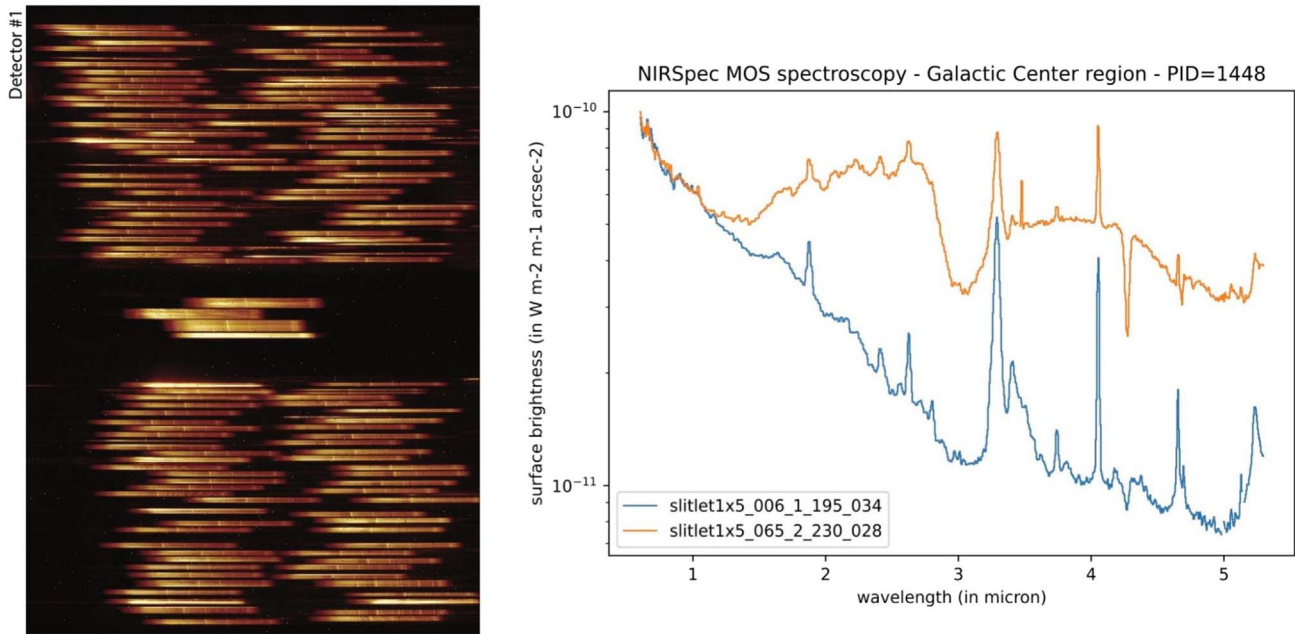 Detector #1
NIRSpec MOS spectroscopy - Galactic Center region - PID=1448
10⁻¹⁰
10⁻¹¹
surface brightness (in W m-2 m-1 arcsec-2)
slitlet1x5_006_1_195_034
slitlet1x5_065_2_230_028
1 2 3 4 5
wavelength (in micron)